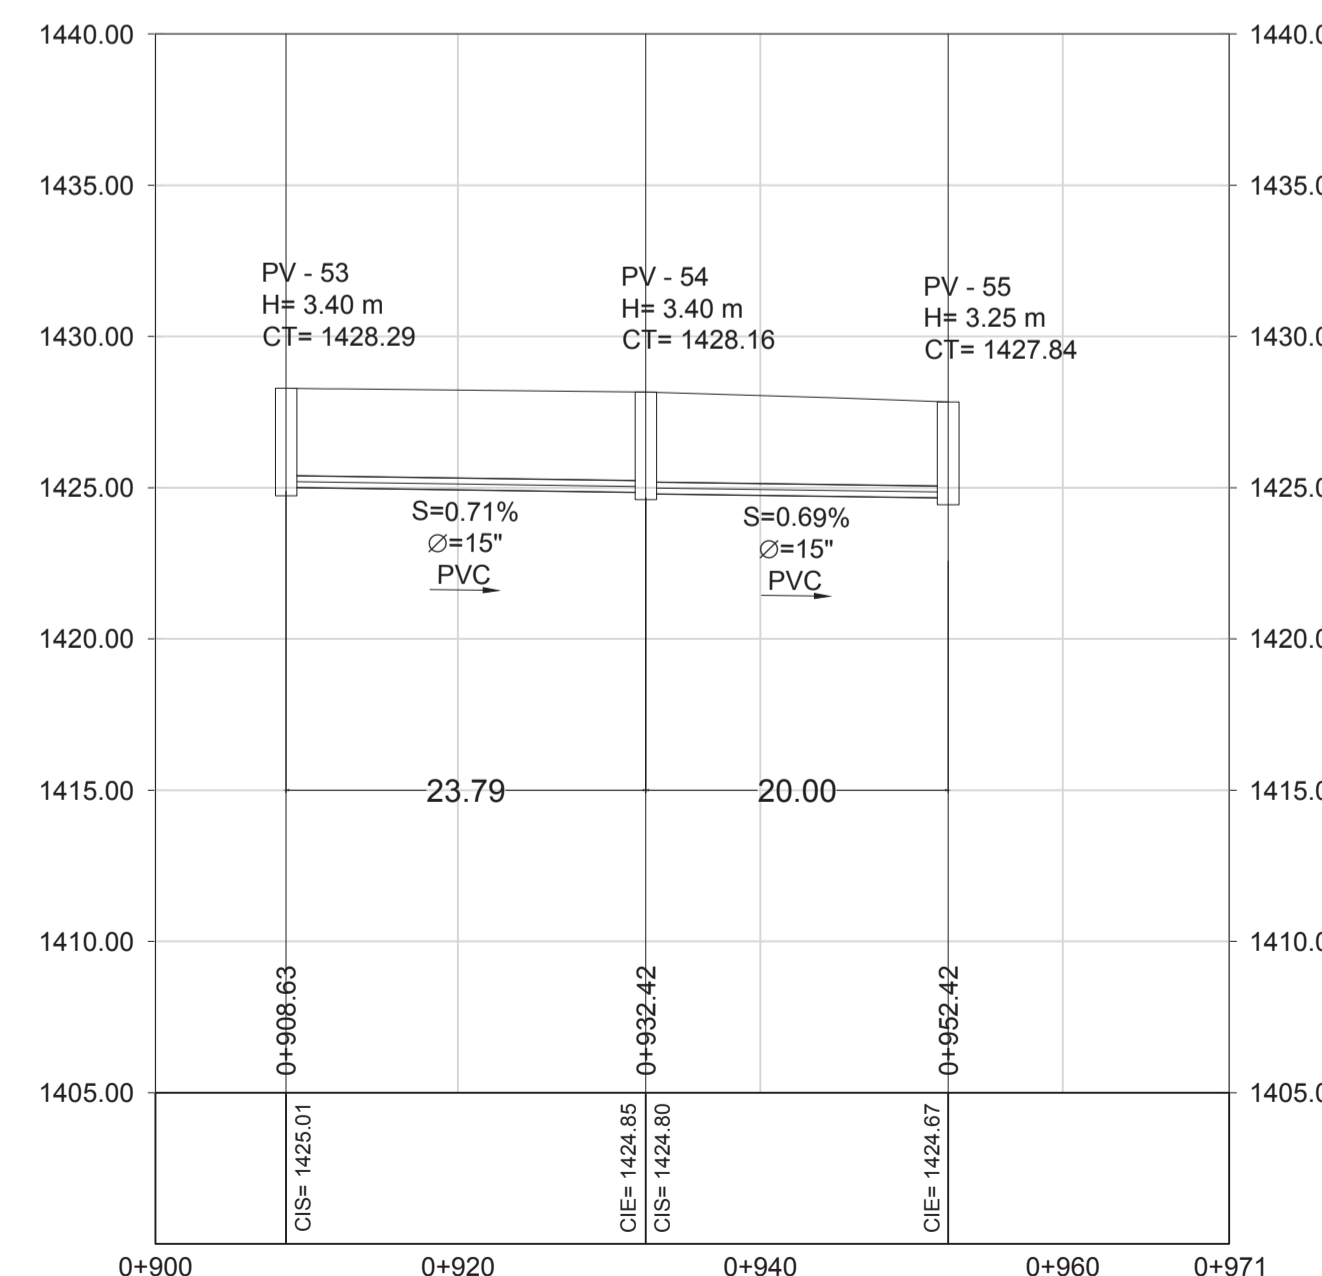 1440.00
1440.0
1435.00
1435.0
PV - 53
H= 3.40 m
CT= 1428.29
PV - 54
H= 3.40 m
CT= 1428.16
PV - 55
H= 3.25 m
CT= 1427.84
1430.00
1430.0
1425.00
1425.0
S=0.71%
∅=15"
PVC
S=0.69%
∅=15"
PVC
1420.00
1420.0
1415.00
23.79
20.00
1415.0
1410.00
1410.0
0+908.63
0+932.42
0+952.42
1405.00
1405.0
CIS= 1425.01
CIE= 1424.85
CIS= 1424.80
CIE= 1424.67
0+900
0+920
0+940
0+960
0+971